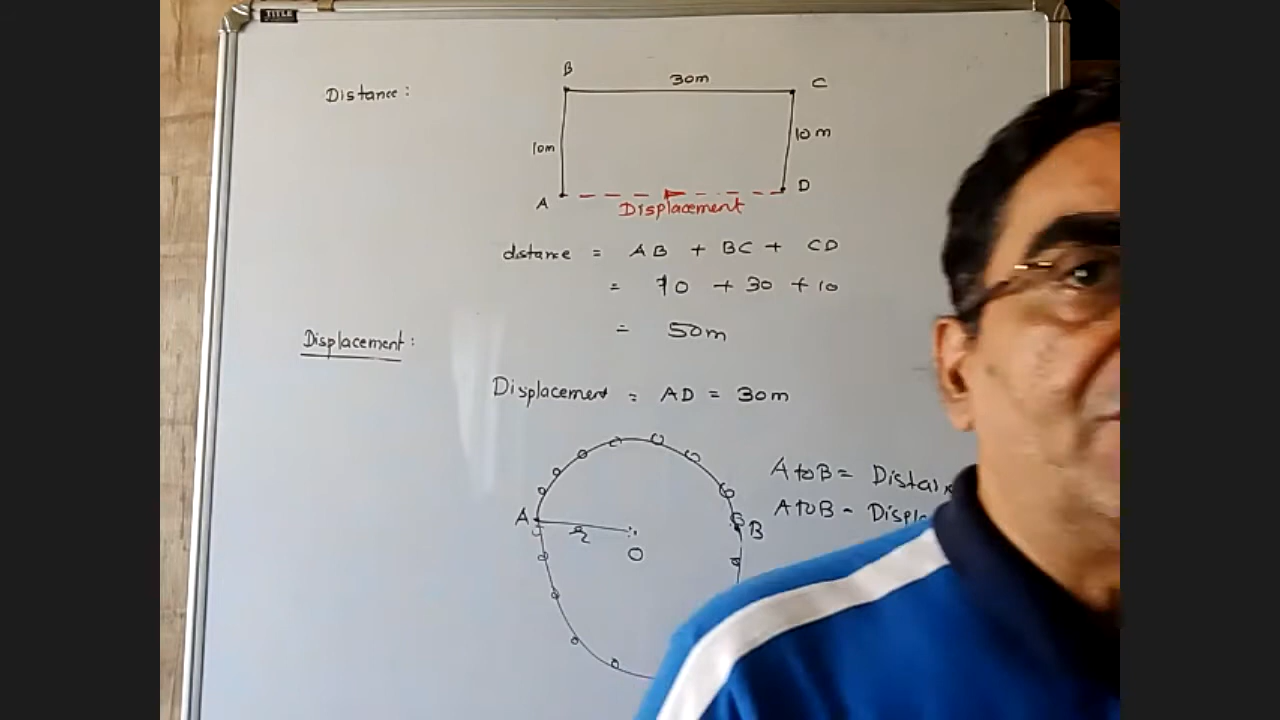 TITLE
Distance:
B 30m C
10m 10m
A D
Displacement
distance = AB + BC + CD
= 10 + 30 + 10
= 50m
Displacement:
Displacement = AD = 30m
A to B = 
A to B =
A r O B